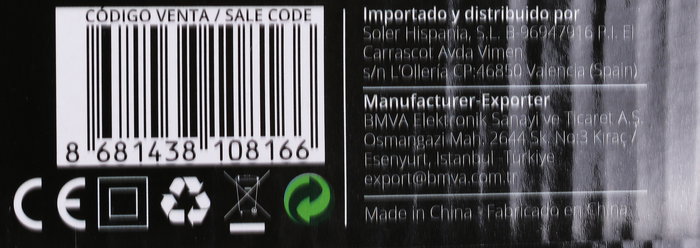 CÓDIGO VENTA / SALE CODE
8 681438 108166
CE
Importado y distribuido por
Soler Hispania, S.L. B-96947916 P.I. El
Carrascot Avda Vimen
s/n L'Ollería CP:46850 Valencia (Spain)
Manufacturer-Exporter
BMVA Elektronik Sanayi ve Ticaret A.Ş.
Osmangazi Mah. 2644 Sk. No:3 Kıraç /
Esenyurt, Istanbul -Türkiye
export@bmva.com.tr
Made in China - Fabricado en China